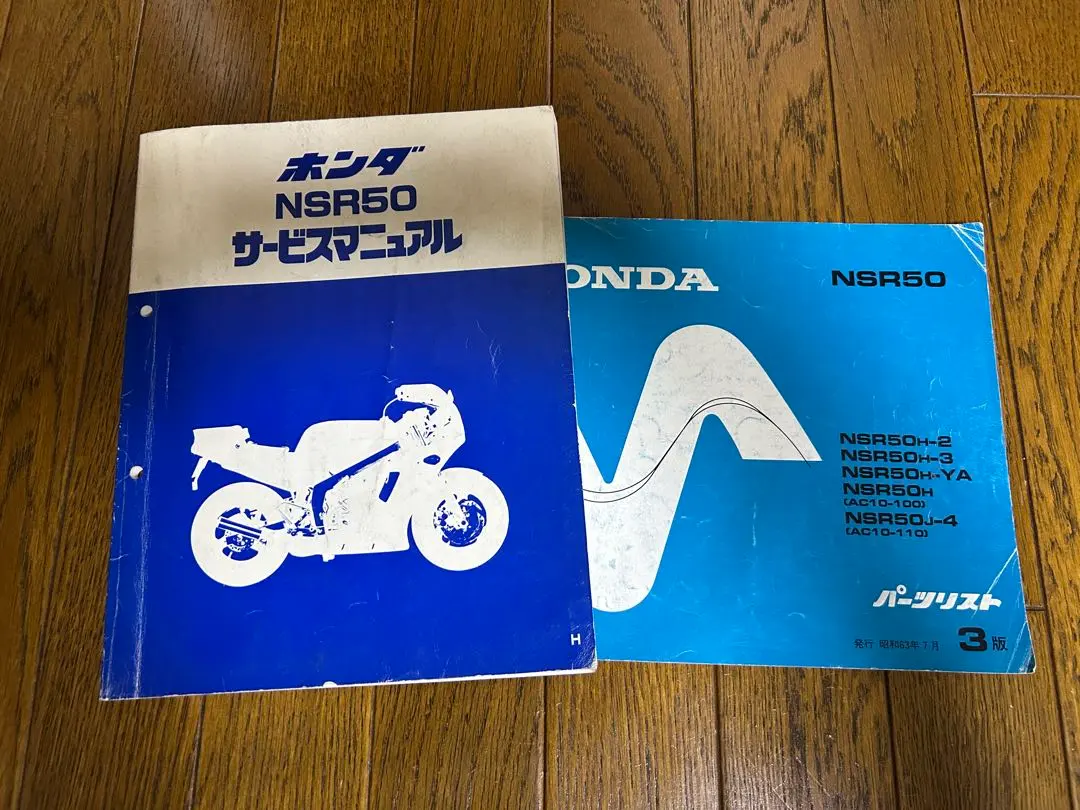 ホンダ
NSR50
サービスマニュアル
H
ONDA
NSR50
NSR50H-2
NSR50H-3
NSR50H-YA
NSR50H
(AC10-100)
NSR50J-4
(AC10-110)
パーツリスト
発行 昭和63年7月 3版